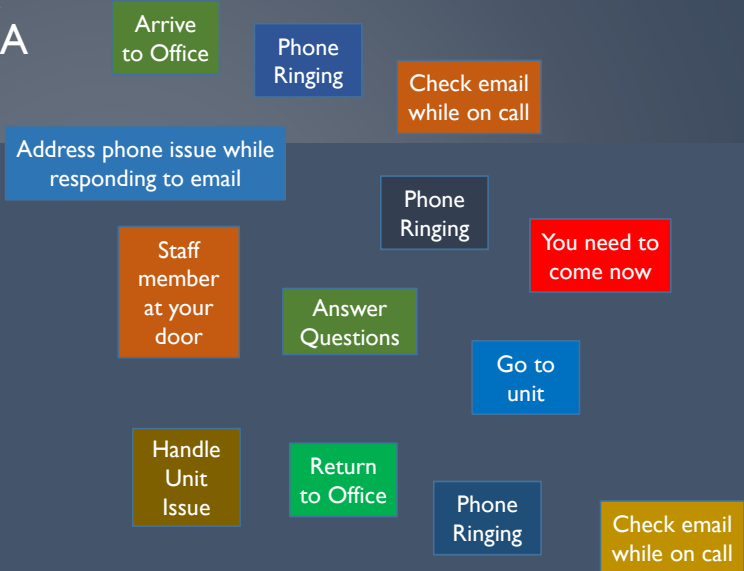 A
Arrive
to Office
Phone
Ringing
Check email
while on call
Address phone issue while
responding to email
Phone
Ringing
You need to
come now
Staff
member
at your
door
Answer
Questions
Go to
unit
Handle
Unit
Issue
Return
to Office
Phone
Ringing
Check email
while on call